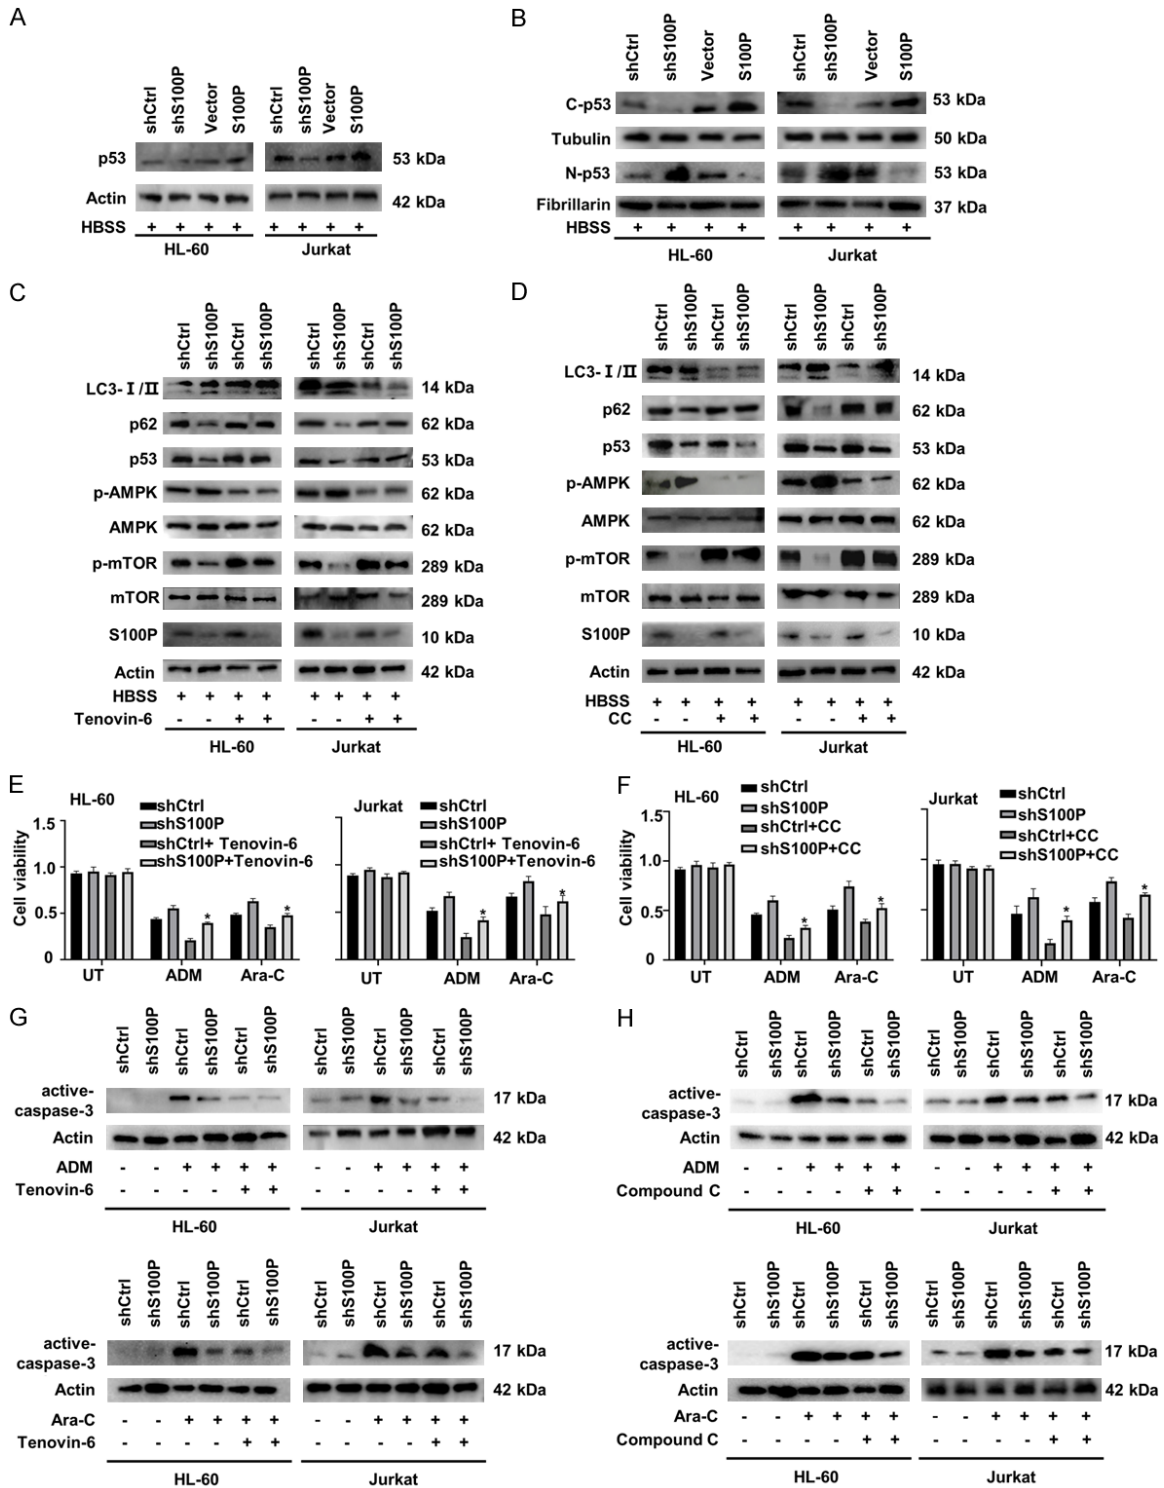 A
shCtrl shS100P Vector S100P shCtrl shS100P Vector S100P
p53 53 kDa
Actin 42 kDa
HBSS + + + + + + + +
HL-60 Jurkat
B
shCtrl shS100P Vector S100P shCtrl shS100P Vector S100P
C-p53 53 kDa
Tubulin 50 kDa
N-p53 53 kDa
Fibrillarin 37 kDa
HBSS + + + + + + + +
HL-60 Jurkat
C
shCtrl shS100P shCtrl shS100P shCtrl shS100P shCtrl shS100P
LC3-Ⅰ/Ⅱ 14 kDa
p62 62 kDa
p53 53 kDa
p-AMPK 62 kDa
AMPK 62 kDa
p-mTOR 289 kDa
mTOR 289 kDa
S100P 10 kDa
Actin 42 kDa
HBSS + + + + + + + +
Tenovin-6 - - + + - - + +
HL-60 Jurkat
D
shCtrl shS100P shCtrl shS100P shCtrl shS100P shCtrl shS100P
LC3-Ⅰ/Ⅱ 14 kDa
p62 62 kDa
p53 53 kDa
p-AMPK 62 kDa
AMPK 62 kDa
p-mTOR 289 kDa
mTOR 289 kDa
S100P 10 kDa
Actin 42 kDa
HBSS + + + + + + + +
CC - - + + - - + +
HL-60 Jurkat
E
HL-60
shCtrl
shS100P
shCtrl+ Tenovin-6
shS100P+Tenovin-6
Cell viability
1.5
1.0
0.5
0
* *
UT ADM Ara-C
Jurkat
shCtrl
shS100P
shCtrl+ Tenovin-6
shS100P+Tenovin-6
* *
UT ADM Ara-C
F
HL-60
shCtrl
shS100P
shCtrl+CC
shS100P+CC
Cell viability
1.5
1.0
0.5
0
* *
UT ADM Ara-C
Jurkat
shCtrl
shS100P
shCtrl+CC
shS100P+CC
* *
UT ADM Ara-C
G
shCtrl shS100P shCtrl shS100P shCtrl shS100P shCtrl shS100P shCtrl shS100P shCtrl shS100P
active-
caspase-3 17 kDa
Actin 42 kDa
ADM - - + + + + - - + + + +
Tenovin-6 - - - - + + - - - - + +
HL-60 Jurkat
shCtrl shS100P shCtrl shS100P shCtrl shS100P shCtrl shS100P shCtrl shS100P shCtrl shS100P
active-
caspase-3 17 kDa
Actin 42 kDa
Ara-C - - + + + + - - + + + +
Tenovin-6 - - - - + + - - - - + +
HL-60 Jurkat
H
shCtrl shS100P shCtrl shS100P shCtrl shS100P shCtrl shS100P shCtrl shS100P shCtrl shS100P
active-
caspase-3 17 kDa
Actin 42 kDa
ADM - - + + + + - - + + + +
Compound C - - - - + + - - - - + +
HL-60 Jurkat
shCtrl shS100P shCtrl shS100P shCtrl shS100P shCtrl shS100P shCtrl shS100P shCtrl shS100P
active-
caspase-3 17 kDa
Actin 42 kDa
Ara-C - - + + + + - - + + + +
Compound C - - - - + + - - - - + +
HL-60 Jurkat